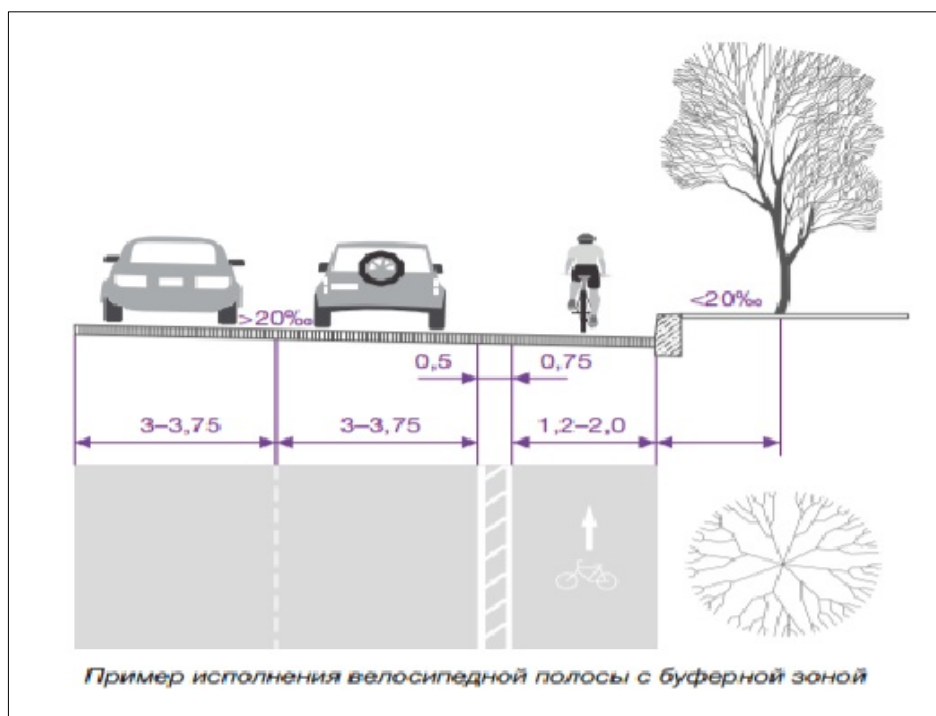 >20‰
<20‰
0,5 0,75
3–3,75 3–3,75 1,2–2,0
Пример исполнения велосипедной полосы с буферной зоной